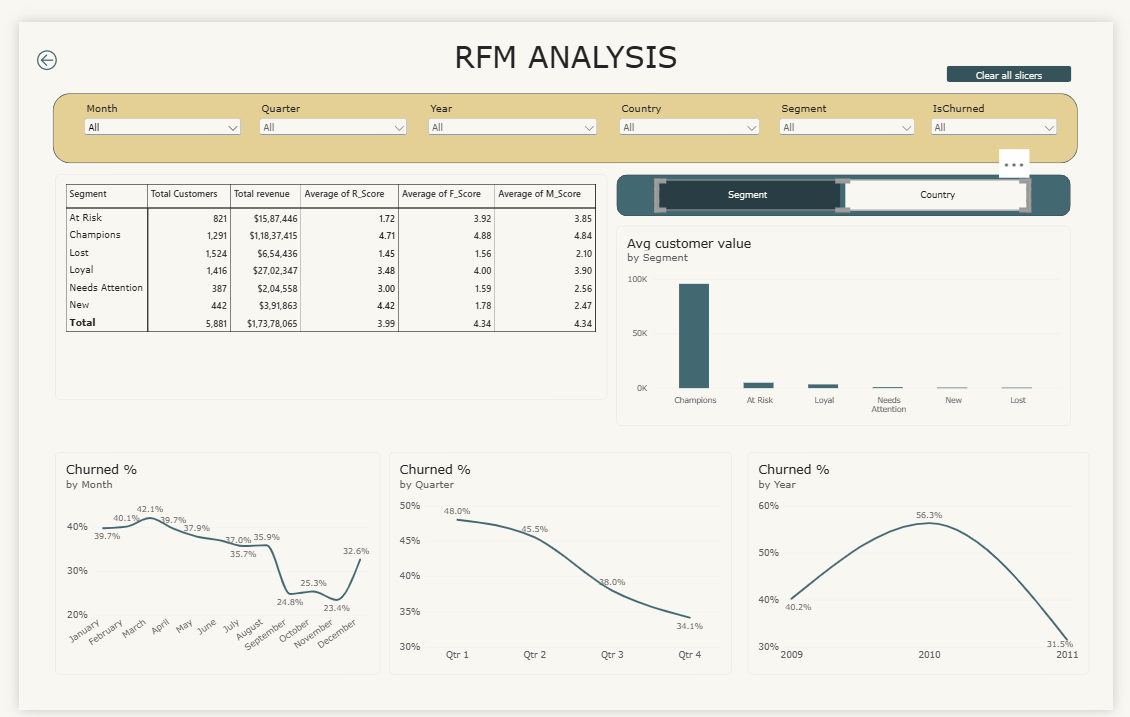 RFM ANALYSIS
Clear all slicers
Month Quarter Year Country Segment IsChurned
All All All All All All
Segment Total Customers Total revenue Average of R_Score Average of F_Score Average of M_Score
At Risk 821 $15,87,446 1.72 3.92 3.85
Champions 1,291 $1,18,37,415 4.71 4.88 4.84
Lost 1,524 $6,54,436 1.45 1.56 2.10
Loyal 1,416 $27,02,347 3.48 4.00 3.90
Needs Attention 387 $2,04,558 3.00 1.59 2.56
New 442 $3,91,863 4.42 1.78 2.47
Total 5,881 $1,73,78,065 3.99 4.34 4.34
Segment Country
Avg customer value
by Segment
100K
50K
0K
Champions At Risk Loyal Needs Attention New Lost
Churned %
by Month
40%
30%
20%
39.7% 40.1% 42.1% 39.7% 37.9% 37.0% 35.7% 35.9% 24.8% 25.3% 23.4% 32.6%
January February March April May June July August September October November December
Churned %
by Quarter
50%
45%
40%
35%
30%
48.0% 45.5% 38.0% 34.1%
Qtr 1 Qtr 2 Qtr 3 Qtr 4
Churned %
by Year
60%
50%
40%
30%
40.2% 56.3% 31.5%
2009 2010 2011